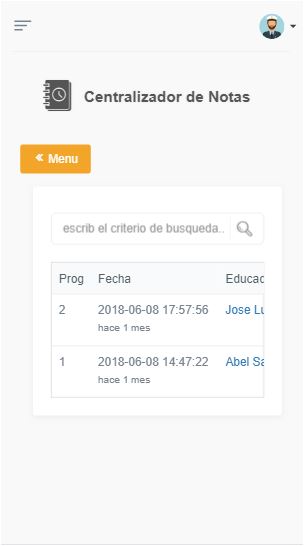 Centralizador de Notas
« Menu
escrib el criterio de busqueda..
Prog Fecha Educad
2 2018-06-08 17:57:56 Jose Lu
hace 1 mes
1 2018-06-08 14:47:22 Abel Sa
hace 1 mes